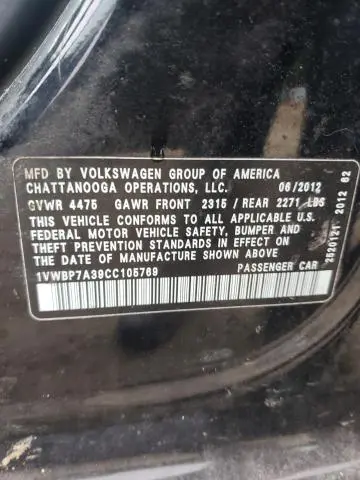 MFD BY VOLKSWAGEN GROUP OF AMERICA
CHATTANOOGA OPERATIONS, LLC. 06/2012
GVWR 4475 GAWR FRONT 2315 / REAR 2271 LBS
THIS VEHICLE CONFORMS TO ALL APPLICABLE U.S.
FEDERAL MOTOR VEHICLE SAFETY, BUMPER AND
THEFT PREVENTION STANDARDS IN EFFECT ON
THE DATE OF MANUFACTURE SHOWN ABOVE
1VWBP7A39CC105769 PASSENGER CAR
2520121 2012 62